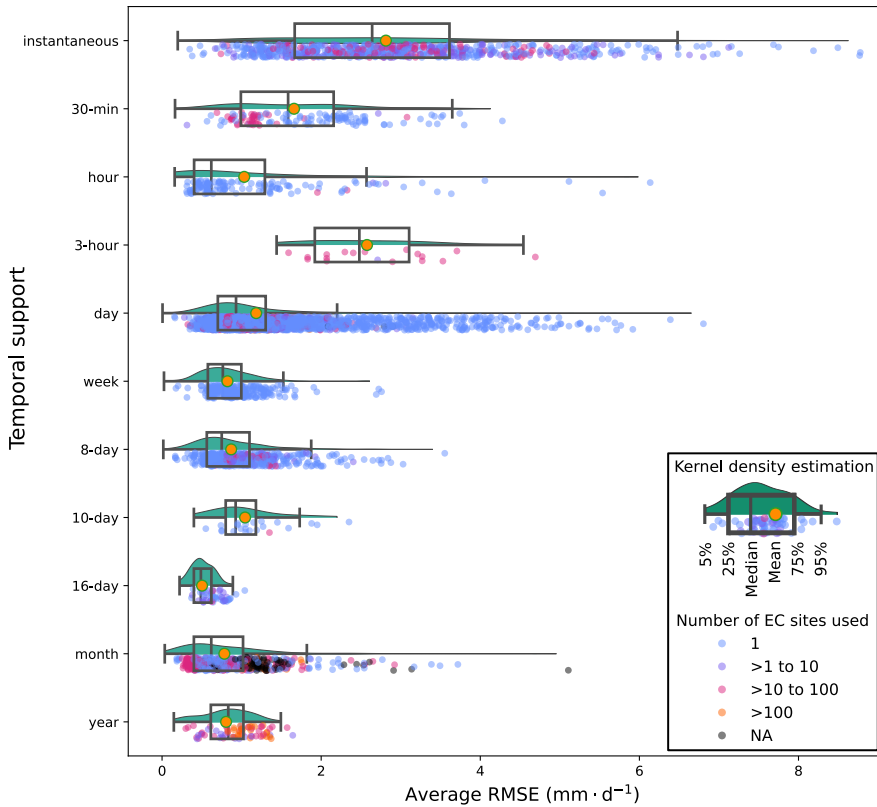 Temporal support
instantaneous
30-min
hour
3-hour
day
week
8-day
10-day
16-day
month
year
0 2 4 6 8
Average RMSE (mm · d⁻¹)
Kernel density estimation
5% 25% Median Mean 75% 95%
Number of EC sites used
1
>1 to 10
>10 to 100
>100
NA